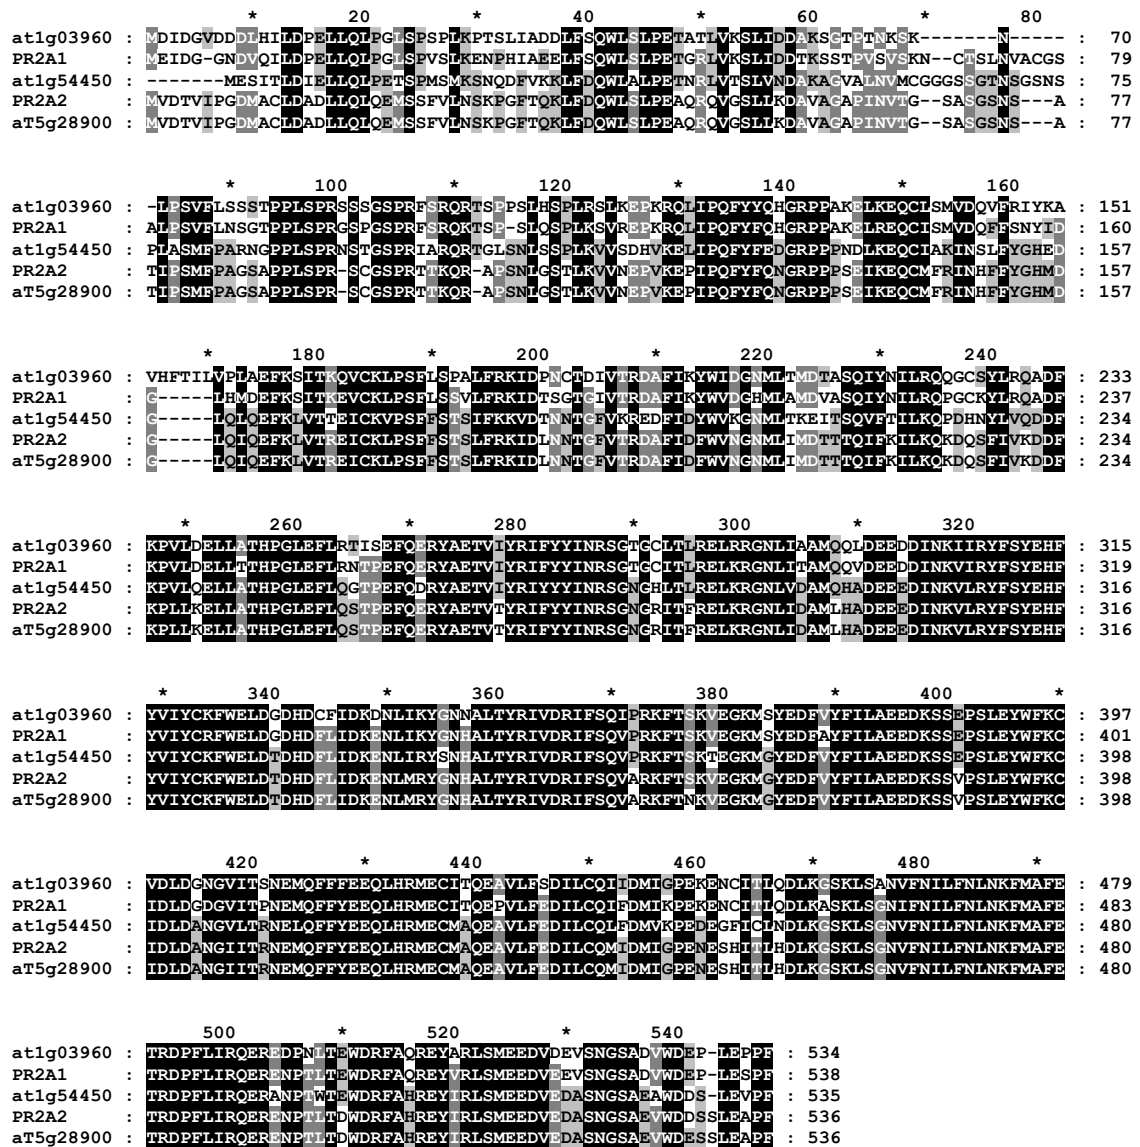 * 20 * 40 * 60 * 80
at1g03960 : MDIDGVDDDLHILDPELLQLPGLSPSPLKPTSLIADDLFSQWLSLPETATLVKSLIDDAKSGTPTNKSK--------N----- : 70
PR2A1 : MEIDG-GNDVQILDPELLQLPGLSPVSLKENPHIAEELFSQWLSLPETGRLVKSLIDDTKSSTPVSVSKN--CTSLNVACGS : 79
at1g54450 : -------MESITLDIELLQLPETSPMSMKSNQDFVKKLFDQWLALPETNRLVTSLVNDAKAGVALNVMCGGGSSGTNSGSNS : 75
PR2A2 : MVDTVIPGDMACLDADLLQLQEMSSFVLNSKPGFTQKLFDQWLSLPEAQRQVGSLLKDAVAGAPINVTG--SASGSNS---A : 77
aT5g28900 : MVDTVIPGDMACLDADLLQLQEMSSFVLNSKPGFTQKLFDQWLSLPEAQRQVGSLLKDAVAGAPINVTG--SASGSNS---A : 77
* 100 * 120 * 140 * 160
at1g03960 : -LPSVFLSSSTPPLSPRSSSGSPRFSRQRTSPPSLHSPLRSLKEPKRQLIPQFYYQHGRPPAKELKEQCLSMVDQVFRIYKA : 151
PR2A1 : ALPSVFLNSGTPPLSPRGSPGSPRFSRQKTSP-SLQSPLKSVREPKRQLIPQFYFQHGRPPAKELREQCISMVDQFFSNYID : 160
at1g54450 : PLASMFPARNGPPLSPRNSTGSPRIARQRTGLSNLSSPLKVVSDHVKELIPQFYFEDGRPPPNDLKEQCIAKINSLFYGHED : 157
PR2A2 : TIPSMFPAGSAPPLSPR-SCGSPRTTKQR-APSNLGSTLKVVNEPVKEPIPQFYFQNGRPPPSEIKEQCMFRINHFFYGHMD : 157
aT5g28900 : TIPSMFPAGSAPPLSPR-SCGSPRTTKQR-APSNLGSTLKVVNEPVKEPIPQFYFQNGRPPPSEIKEQCMFRINHFFYGHMD : 157
* 180 * 200 * 220 * 240
at1g03960 : VHFTILVPLAEFKSITKQVCKLPSFLSPALFRKIDPNCTDIVTRDAFIKYWIDGNMLTMDTASQIYNILRQQGCSYLRQADF : 233
PR2A1 : G-----LHMDEFKSITKEVCKLPSFLSSVLFRKIDTSGTGIVTRDAFIKYWVDGHMLAMDVASQIYNILRQPGCKYLRQADF : 237
at1g54450 : G-----LQLQEFKLVTTEICKVPSFFSTSIFKKVDTNNTGFVKREDFIDYWVKGNMLTKEITSQVFTILKQPDHNYLVQDDF : 234
PR2A2 : G-----LQIQEFKLVTREICKLPSFFSTSLFRKIDLNNTGFVTRDAFIDFWVNGNMLIMDTTTQIFKILKQKDQSFIVKDDF : 234
aT5g28900 : G-----LQIQEFKLVTREICKLPSFFSTSLFRKIDLNNTGFVTRDAFIDFWVNGNMLIMDTTTQIFKILKQKDQSFIVKDDF : 234
* 260 * 280 * 300 * 320
at1g03960 : KPVLDELLATHPGLEFLRTISEFQERYAETVIYRIFYYINRSGTGCLTLRELRRGNLIAAMQQLDEEDDINKIIRYFSYEHF : 315
PR2A1 : KPVLDELLTTHPGLEFLRNTPEFQERYAETVIYRIFYYINRSGTGCITLRELKRGNLITAMQQVDEEDDINKVIRYFSYEHF : 319
at1g54450 : KPVLQELLATHPGLEFLQGTPEFQDRYAETVIYRIYYYINRSGNGHLTLRELKRGNLVDAMQHADEEEDINKVLRYFSYEHF : 316
PR2A2 : KPLLKELLATHPGLEFLQSTPEFQERYAETVTYRIFYYINRSGNGRITFRELKRGNLIDAMLHADEEEDINKVLRYFSYEHF : 316
aT5g28900 : KPLLKELLATHPGLEFLQSTPEFQERYAETVTYRIFYYINRSGNGRITFRELKRGNLIDAMLHADEEEDINKVLRYFSYEHF : 316
* 340 * 360 * 380 * 400 *
at1g03960 : YVIYCKFWELDGDHDCFIDKDNLIKYGNNALTYRIVDRIFSQIPRKFTSKVEGKMSYEDFVYFILAEEDKSSEPSLEYWFKC : 397
PR2A1 : YVIYCRFWELDGDHDFLIDKENLIKYGNHALTYRIVDRIFSQVPRKFTSKVEGKMSYEDFAYFILAEEDKSSEPSLEYWFKC : 401
at1g54450 : YVIYCKFWELDTDHDFLIDKENLIRYSNHALTYRIVDRIFSQVPRKFTSKTEGKMGYEDFVYFILAEEDKSSEPSLEYWFKC : 398
PR2A2 : YVIYCKFWELDTDHDFLIDKENLMRYGNHALTYRIVDRIFSQVARKFTSKVEGKMGYEDFVYFILAEEDKSSVPSLEYWFKC : 398
aT5g28900 : YVIYCKFWELDTDHDFLIDKENLMRYGNHALTYRIVDRIFSQVARKFTNKVEGKMGYEDFVYFILAEEDKSSVPSLEYWFKC : 398
420 * 440 * 460 * 480 *
at1g03960 : VDLDGNGVITSNEMQFFFEEQLHRMECITQEAVLFSDILCQIIDMIGPEKENCITLQDLKGSKLSANVFNILFNLNKFMAFE : 479
PR2A1 : IDLDGDGVITPNEMQFFYEEQLHRMECITQEPVLFEDILCQIFDMIKPEKENCITLQDLKASKLSGNIFNILFNLNKFMAFE : 483
at1g54450 : IDLDANGVLTRNELQFFYEEQLHRMECMAQEAVLFEDILCQLFDMVKPEDEGFICLNDLKGSKLSGNVFNILFNLNKFMAFE : 480
PR2A2 : IDLDANGIITRNEMQFFYEEQLHRMECMAQEAVLFEDILCQMIDMIGPENESHITLHDLKGSKLSGNVFNILFNLNKFMAFE : 480
aT5g28900 : IDLDANGIITRNEMQFFYEEQLHRMECMAQEAVLFEDILCQMIDMIGPENESHITLHDLKGSKLSGNVFNILFNLNKFMAFE : 480
500 * 520 * 540
at1g03960 : TRDPFLIRQEREDPNLTEWDRFAQREYARLSMEEDVDEVSNGSADVWDEP-LEPPF : 534
PR2A1 : TRDPFLIRQERENPTLTEWDRFAQREYVRLSMEEDVEEVSNGSADVWDEP-LESPF : 538
at1g54450 : TRDPFLIRQERANPTWTEWDRFAHREYIRLSMEEDVEDASNGSAEAWDDS-LEVPF : 535
PR2A2 : TRDPFLIRQERENPTLTDWDRFAHREYIRLSMEEDVEDASNGSAEVWDDSSLEAPF : 536
aT5g28900 : TRDPFLIRQERENPTLTDWDRFAHREYIRLSMEEDVEDASNGSAEVWDESSLEAPF : 536